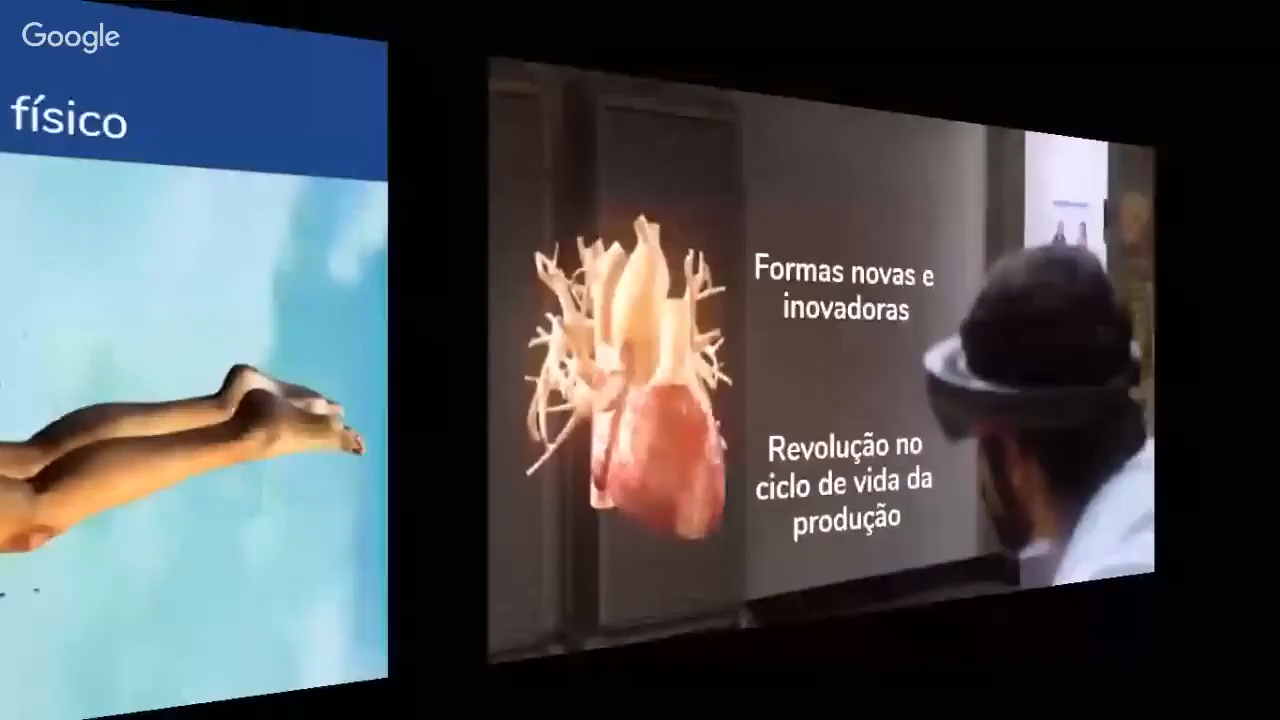 Google
físico
Formas novas e
inovadoras
Revolução no
ciclo de vida da
produção